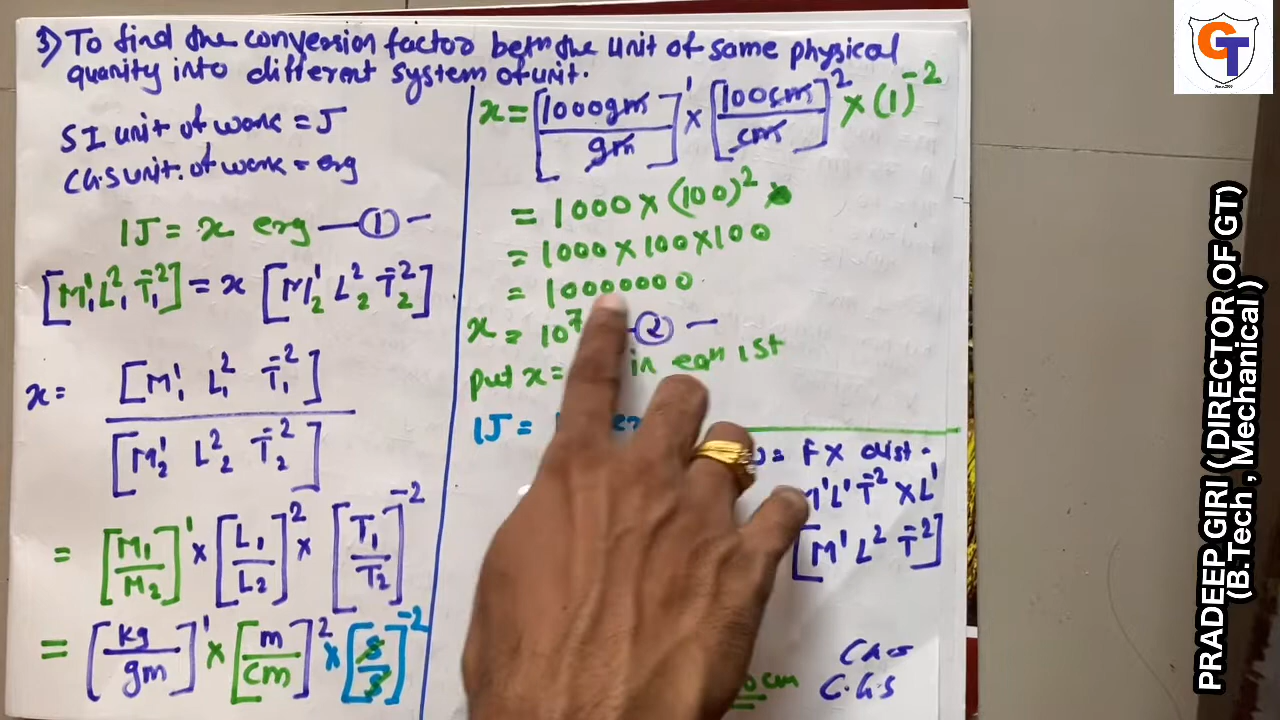 3) To find the conversion factor betn the unit of same physical
quanity into different system of unit.
SI unit of work = J
C.G.S unit. of work = erg
1J = x erg —①—
[M₁¹ L₁² T₁⁻²] = x [M₂¹ L₂² T₂⁻²]
x = [M₁¹ L₁² T₁⁻²] / [M₂¹ L₂² T₂⁻²]
= [M₁/M₂]¹ × [L₁/L₂]² × [T₁/T₂]⁻²
= [kg/gm]¹ × [m/cm]² × [s/s]⁻²
x = [1000gm/gm]¹ × [100cm/cm]² × (1)⁻²
= 1000 × (100)²
= 1000 × 100 × 100
= 10000000
x = 10⁷ —②—
put x = in eqn 1st
1J =
= F × dist.
M¹L¹T⁻² × L¹
[M¹ L² T⁻²]
cm
C.G.S
GT
PRADEEP GIRI ( DIRECTOR OF GT)
(B.Tech , Mechanical )